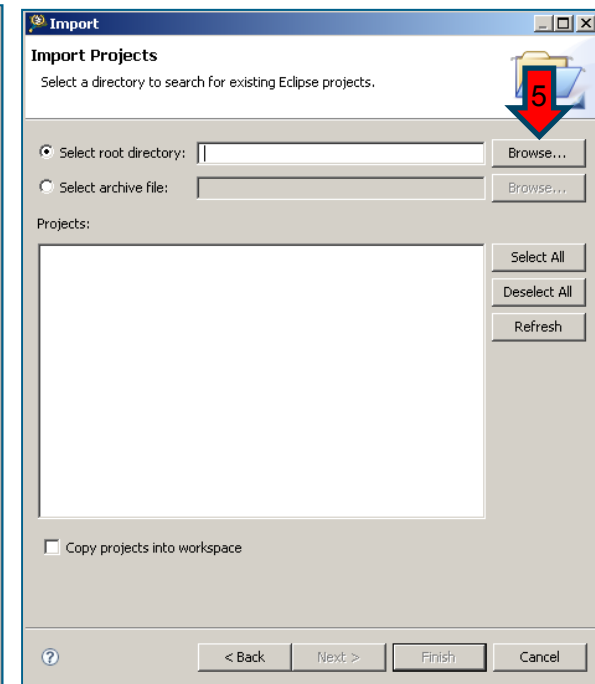 Import
Import Projects
Select a directory to search for existing Eclipse projects.
5
Select root directory: Browse...
Select archive file: Browse...
Projects:
Select All
Deselect All
Refresh
Copy projects into workspace
? < Back Next > Finish Cancel